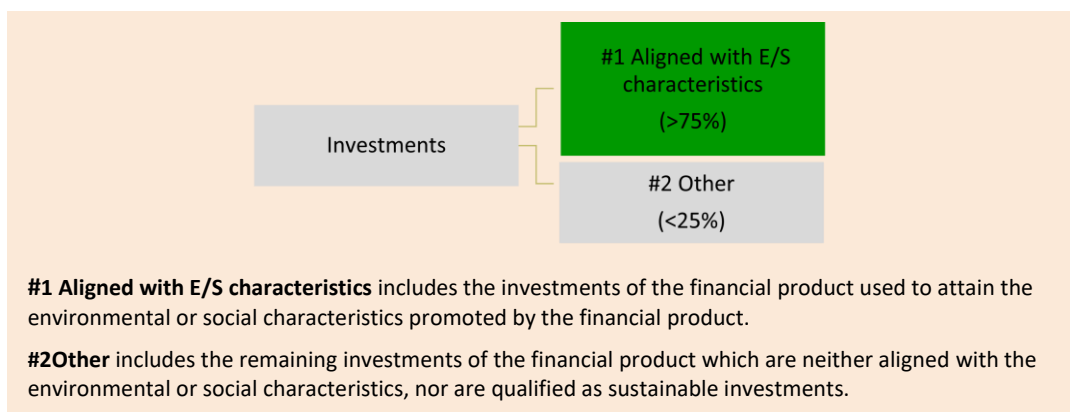 #1 Aligned with E/S
characteristics
(>75%)
Investments
#2 Other
(<25%)
#1 Aligned with E/S characteristics includes the investments of the financial product used to attain the
environmental or social characteristics promoted by the financial product.
#2Other includes the remaining investments of the financial product which are neither aligned with the
environmental or social characteristics, nor are qualified as sustainable investments.